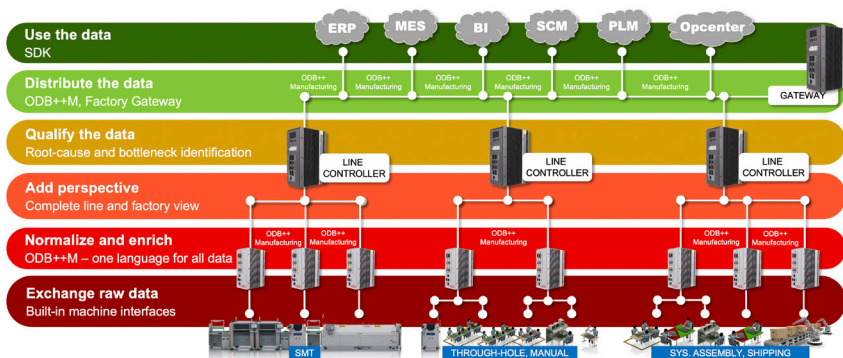 ERP
MES
BI
SCM
PLM
Opcenter
Use the data
SDK
Distribute the data
ODB++M, Factory Gateway
ODB++
Manufacturing
ODB++
Manufacturing
ODB++
Manufacturing
ODB++
Manufacturing
ODB++
Manufacturing
ODB++
Manufacturing
GATEWAY
Qualify the data
Root-cause and bottleneck identification
LINE
CONTROLLER
LINE
CONTROLLER
LINE
CONTROLLER
Add perspective
Complete line and factory view
Normalize and enrich
ODB++M – one language for all data
ODB++
Manufacturing
ODB++
Manufacturing
ODB++
Manufacturing
ODB++
Manufacturing
ODB++
Manufacturing
Exchange raw data
Built-in machine interfaces
SMT
THROUGH-HOLE, MANUAL
SYS. ASSEMBLY, SHIPPING